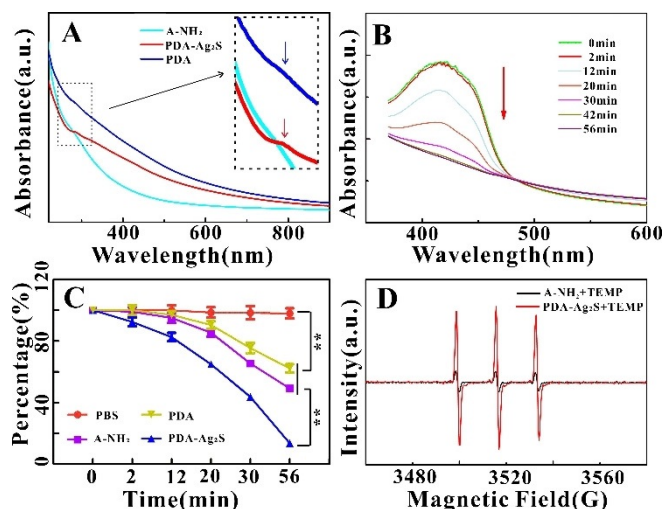 A
A-NH₂
PDA-Ag₂S
PDA
Absorbance(a.u.)
200 400 600 800
Wavelength(nm)
B
0min
2min
12min
20min
30min
42min
56min
Absorbance(a.u.)
400 500 600
Wavelength(nm)
C
Percentage(%)
120
80
40
0
PBS
PDA
A-NH₂
PDA-Ag₂S
**
**
0 2 12 20 30 56
Time(min)
D
A-NH₂+TEMP
PDA-Ag₂S+TEMP
Intensity(a.u.)
3480 3520 3560
Magnetic Field(G)